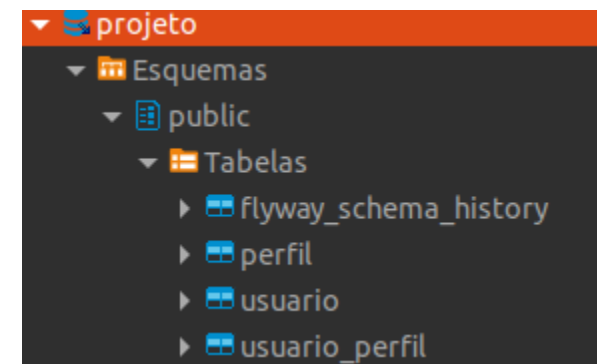 projeto
Esquemas
public
Tabelas
flyway_schema_history
perfil
usuario
usuario_perfil